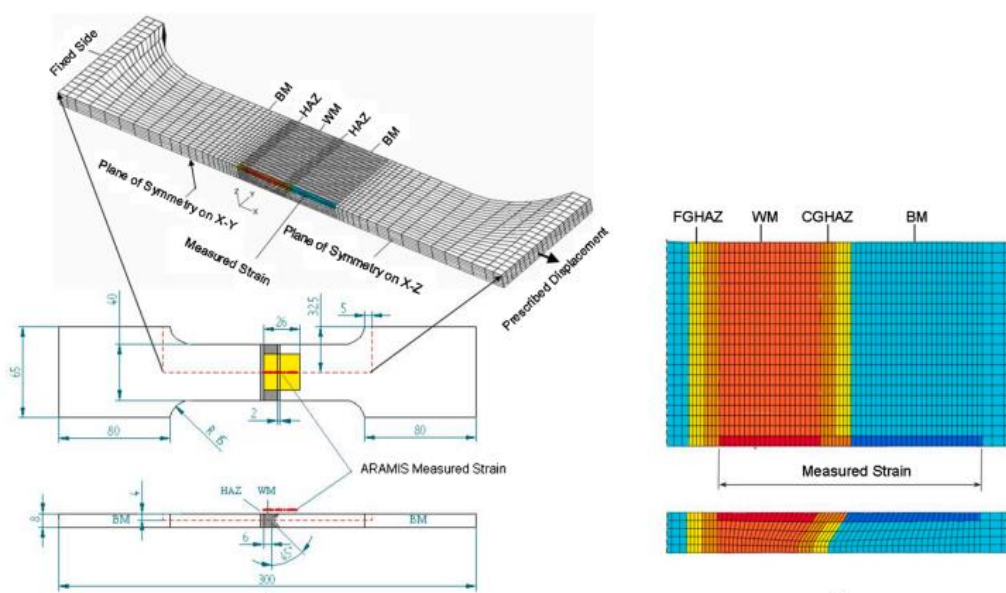 Fixed Side
BM
HAZ
WM
HAZ
BM
Plane of Symmetry on X-Y
Z
Y
X
Measured Strain
Plane of Symmetry on X-Z
Prescribed Displacement
40
26
5
32.5
65
2
80
R 15
80
ARAMIS Measured Strain
HAZ WM
4
8
BM
BM
6
45°
300
FGHAZ WM CGHAZ BM
Measured Strain